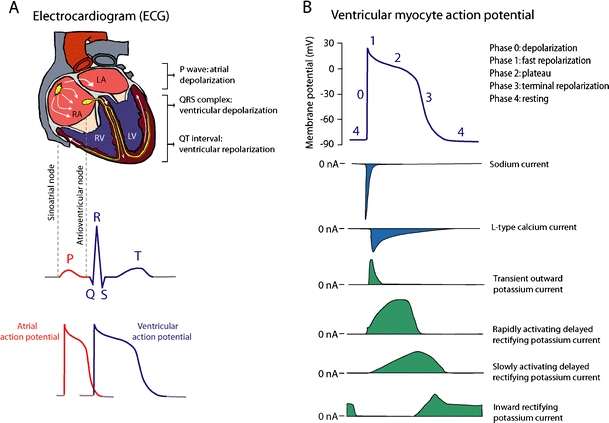 A
Electrocardiogram (ECG)
LA
RA
RV
LV
P wave: atrial
depolarization
QRS complex:
ventricular depolarization
QT interval:
ventricular repolarization
Sinoatrial node
Atrioventricular node
P
R
Q
S
T
Atrial
action potential
Ventricular
action potential
B
Ventricular myocyte action potential
Membrane potential (mV)
30
0
-30
-60
-90
1
2
0
3
4
4
Phase 0: depolarization
Phase 1: fast repolarization
Phase 2: plateau
Phase 3: terminal repolarization
Phase 4: resting
0 nA
Sodium current
0 nA
L-type calcium current
0 nA
Transient outward
potassium current
0 nA
Rapidly activating delayed
rectifying potassium current
0 nA
Slowly activating delayed
rectifying potassium current
0 nA
Inward rectifying
potassium current